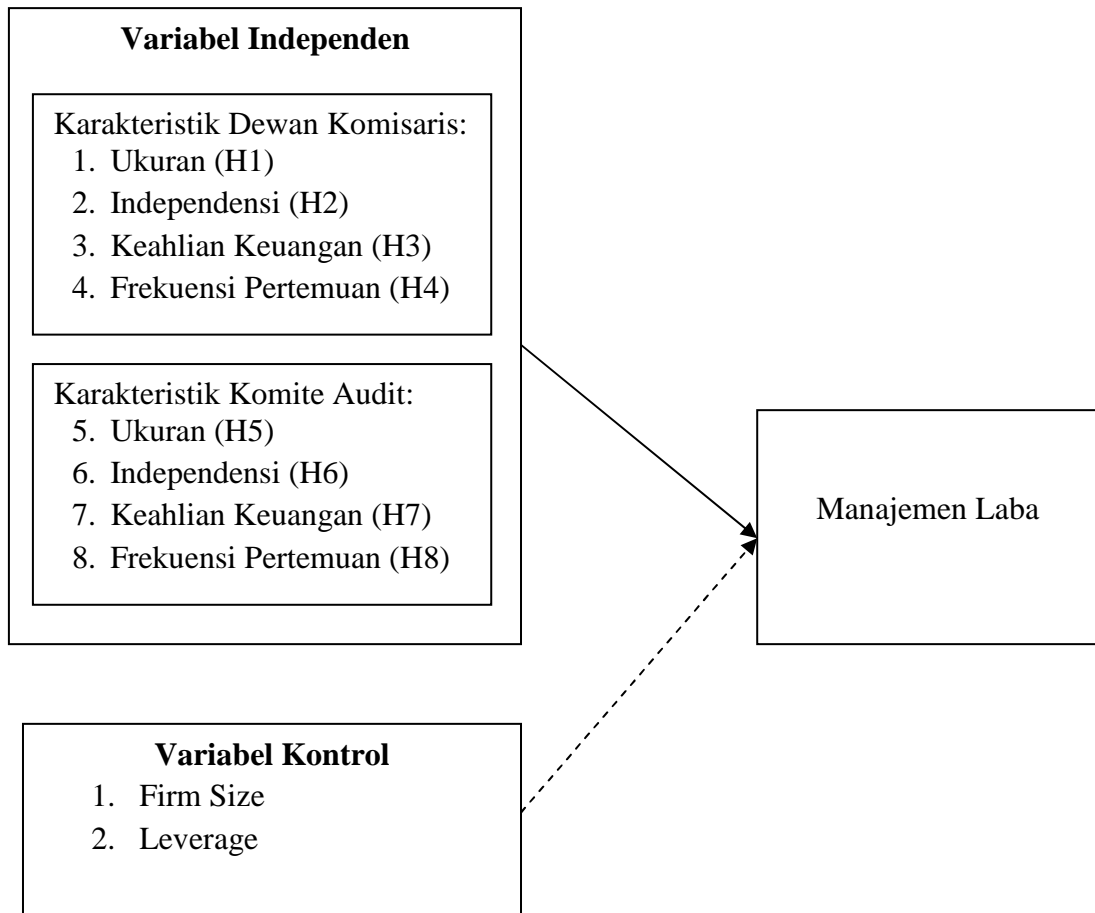 Variabel Independen
Karakteristik Dewan Komisaris:
1. Ukuran (H1)
2. Independensi (H2)
3. Keahlian Keuangan (H3)
4. Frekuensi Pertemuan (H4)
Karakteristik Komite Audit:
5. Ukuran (H5)
6. Independensi (H6)
7. Keahlian Keuangan (H7)
8. Frekuensi Pertemuan (H8)
Manajemen Laba
Variabel Kontrol
1. Firm Size
2. Leverage